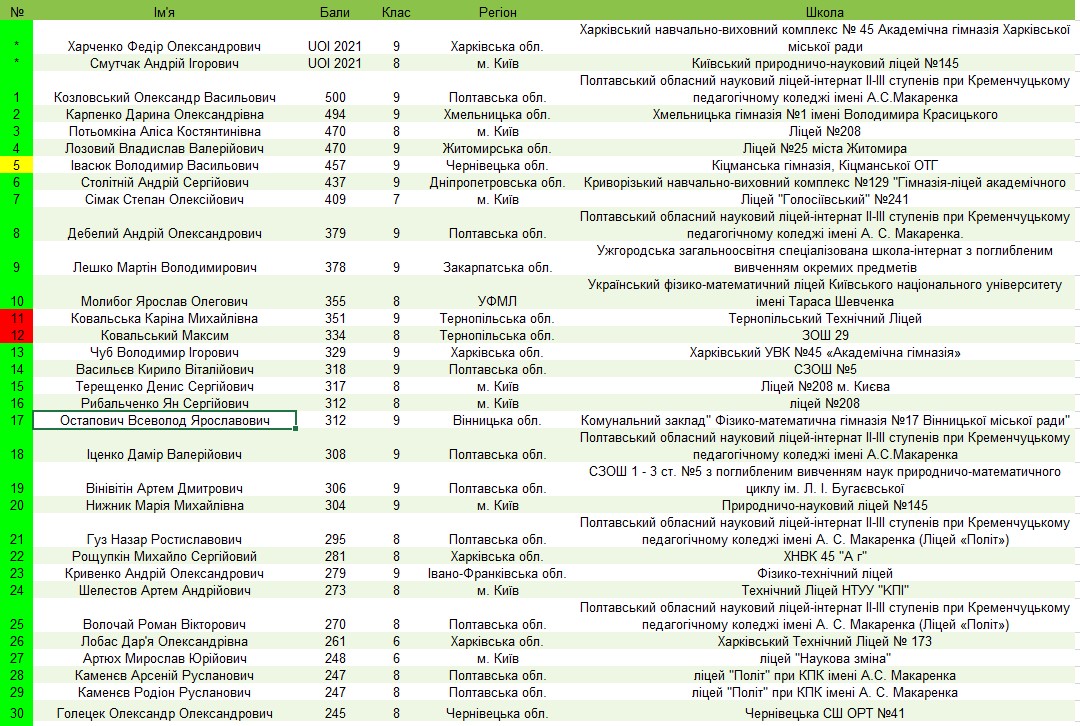 № Ім'я Бали Клас Регіон Школа
Харківський навчально-виховний комплекс № 45 Академічна гімназія Харківської
* Харченко Федір Олександрович UOI 2021 9 Харківська обл. міської ради
* Смутчак Андрій Ігорович UOI 2021 8 м. Київ Київський природничо-науковий ліцей №145
Полтавський обласний науковий ліцей-інтернат II-III ступенів при Кременчуцькому
1 Козловський Олександр Васильович 500 9 Полтавська обл. педагогічному коледжі імені А.С.Макаренка
2 Карпенко Дарина Олександрівна 494 9 Хмельницька обл. Хмельницька гімназія №1 імені Володимира Красицького
3 Потьомкіна Аліса Костянтинівна 470 8 м. Київ Ліцей №208
4 Лозовий Владислав Валерійович 470 9 Житомирська обл. Ліцей №25 міста Житомира
5 Івасюк Володимир Васильович 457 9 Чернівецька обл. Кіцманська гімназія, Кіцманської ОТГ
6 Столітній Андрій Сергійович 437 9 Дніпропетровська обл. Криворізький навчально-виховний комплекс №129 "Гімназія-ліцей академічного
7 Сімак Степан Олексійович 409 7 м. Київ Ліцей "Голосіївський" №241
Полтавський обласний науковий ліцей-інтернат II-III ступенів при Кременчуцькому
8 Дебелий Андрій Олександрович 379 9 Полтавська обл. педагогічному коледжі імені А. С. Макаренка.
Ужгородська загальноосвітня спеціалізована школа-інтернат з поглибленим
9 Лешко Мартін Володимирович 378 9 Закарпатська обл. вивченням окремих предметів
Український фізико-математичний ліцей Київського національного університету
10 Молибог Ярослав Олегович 355 8 УФМЛ імені Тараса Шевченка
11 Ковальська Каріна Михайлівна 351 9 Тернопільська обл. Тернопільський Технічний Ліцей
12 Ковальський Максим 334 8 Тернопільська обл. ЗОШ 29
13 Чуб Володимир Ігорович 329 9 Харківська обл. Харківський УВК №45 «Академічна гімназія»
14 Васильєв Кирило Віталійович 318 9 Полтавська обл. СЗОШ №5
15 Терещенко Денис Сергійович 317 8 м. Київ Ліцей №208 м. Києва
16 Рибальченко Ян Сергійович 312 8 м. Київ ліцей №208
17 Остапович Всеволод Ярославович 312 9 Вінницька обл. Комунальний заклад" Фізико-математична гімназія №17 Вінницької міської ради"
Полтавський обласний науковий ліцей-інтернат II-III ступенів при Кременчуцькому
18 Іценко Дамір Валерійович 308 9 Полтавська обл. педагогічному коледжі імені А.С.Макаренка
СЗОШ 1 - 3 ст. №5 з поглибленим вивченням наук природничо-математичного
19 Вінівітін Артем Дмитрович 306 9 Полтавська обл. циклу ім. Л. І. Бугаєвської
20 Нижник Марія Михайлівна 304 9 м. Київ Природничо-науковий ліцей №145
Полтавський обласний науковий ліцей-інтернат II-III ступенів при Кременчуцькому
21 Гуз Назар Ростиславович 295 8 Полтавська обл. педагогічному коледжі імені А. С. Макаренка (Ліцей «Політ»)
22 Рощупкін Михайло Сергійовий 281 8 Харківська обл. ХНВК 45 "А г"
23 Кривенко Андрій Олександрович 279 9 Івано-Франківська обл. Фізико-технічний ліцей
24 Шелестов Артем Андрійович 273 8 м. Київ Технічний Ліцей НТУУ "КПІ"
Полтавський обласний науковий ліцей-інтернат II-III ступенів при Кременчуцькому
25 Волочай Роман Вікторович 270 8 Полтавська обл. педагогічному коледжі імені А. С. Макаренка (Ліцей «Політ»)
26 Лобас Дар'я Олександрівна 261 6 Харківська обл. Харківський Технічний Ліцей № 173
27 Артюх Мирослав Юрійович 248 6 м. Київ ліцей "Наукова зміна"
28 Каменєв Арсеній Русланович 247 8 Полтавська обл. ліцей "Політ" при КПК імені А. С. Макаренка
29 Каменєв Родіон Русланович 247 8 Полтавська обл. ліцей "Політ" при КПК імені А. С. Макаренка
30 Голецек Олександр Олександрович 245 8 Чернівецька обл. Чернівецька СШ ОРТ №41